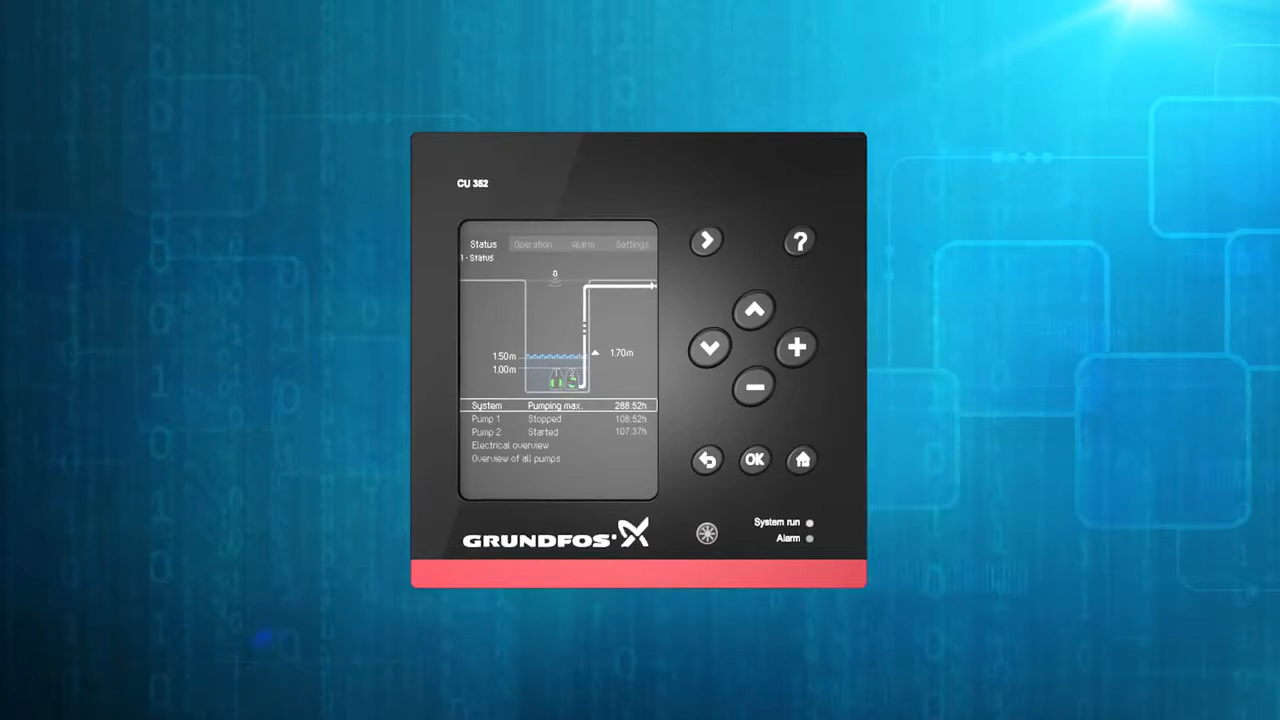 CU 352
Status Operation Alarm Settings
1 - Status
1.50m
1.70m
1.00m
1 2
System Pumping max. 288.52h
Pump 1 Stopped 108.52h
Pump 2 Started 107.37h
Electrical overview
Overview of all pumps
?
OK
GRUNDFOS
System run
Alarm